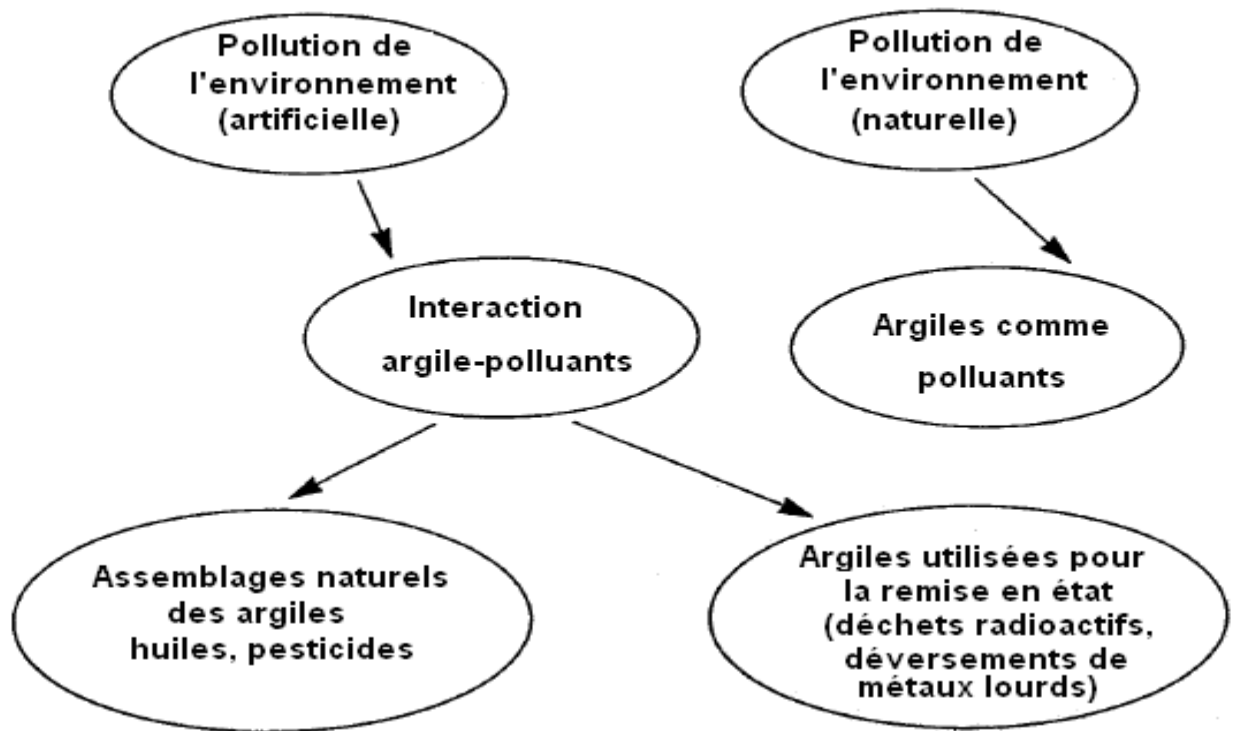 Pollution de
l'environnement
(artificielle)
Pollution de
l'environnement
(naturelle)
Interaction
argile-polluants
Argiles comme
polluants
Assemblages naturels
des argiles
huiles, pesticides
Argiles utilisées pour
la remise en état
(déchets radioactifs,
déversements de
métaux lourds)